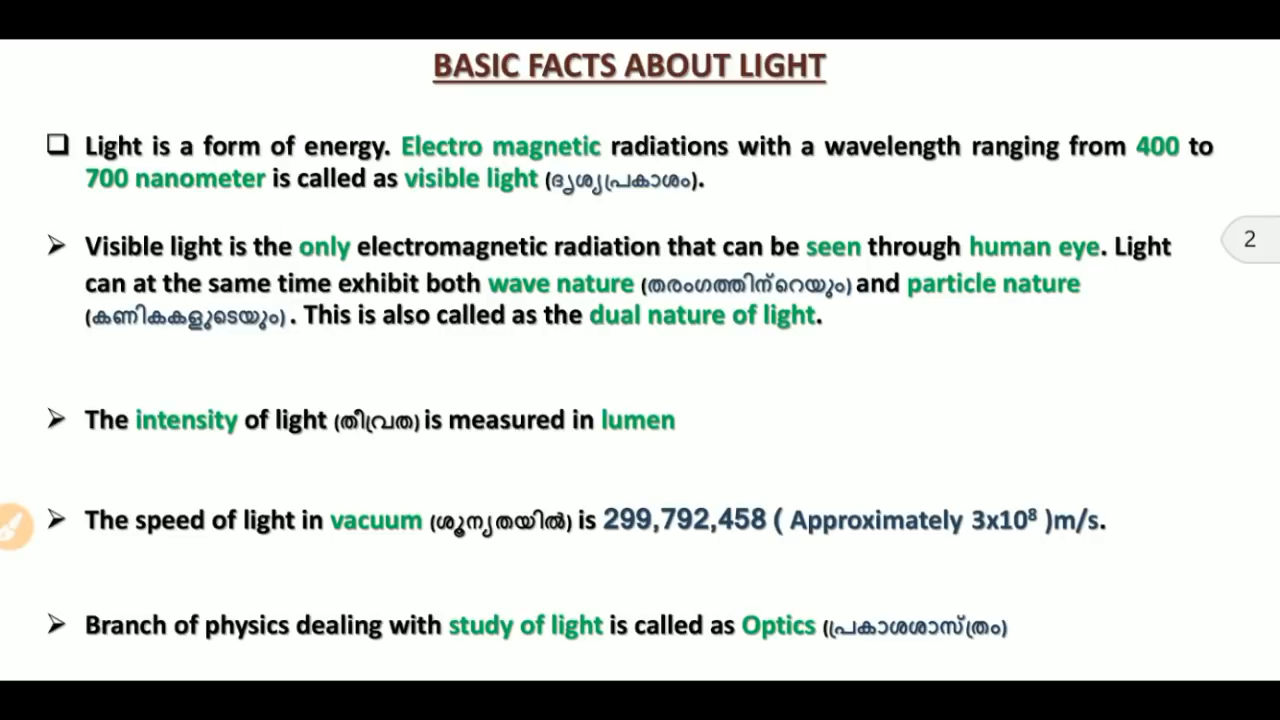 BASIC FACTS ABOUT LIGHT
Light is a form of energy. Electro magnetic radiations with a wavelength ranging from 400 to
700 nanometer is called as visible light (ദൃശ്യപ്രകാശം).
Visible light is the only electromagnetic radiation that can be seen through human eye. Light
can at the same time exhibit both wave nature (തരംഗത്തിന്റെയും) and particle nature
(കണികകളുടെയും) . This is also called as the dual nature of light.
2
The intensity of light (തീവ്രത) is measured in lumen
The speed of light in vacuum (ശൂന്യതയിൽ) is 299,792,458 ( Approximately 3x10⁸ )m/s.
Branch of physics dealing with study of light is called as Optics ((പ്രകാശശാസ്ത്രം)